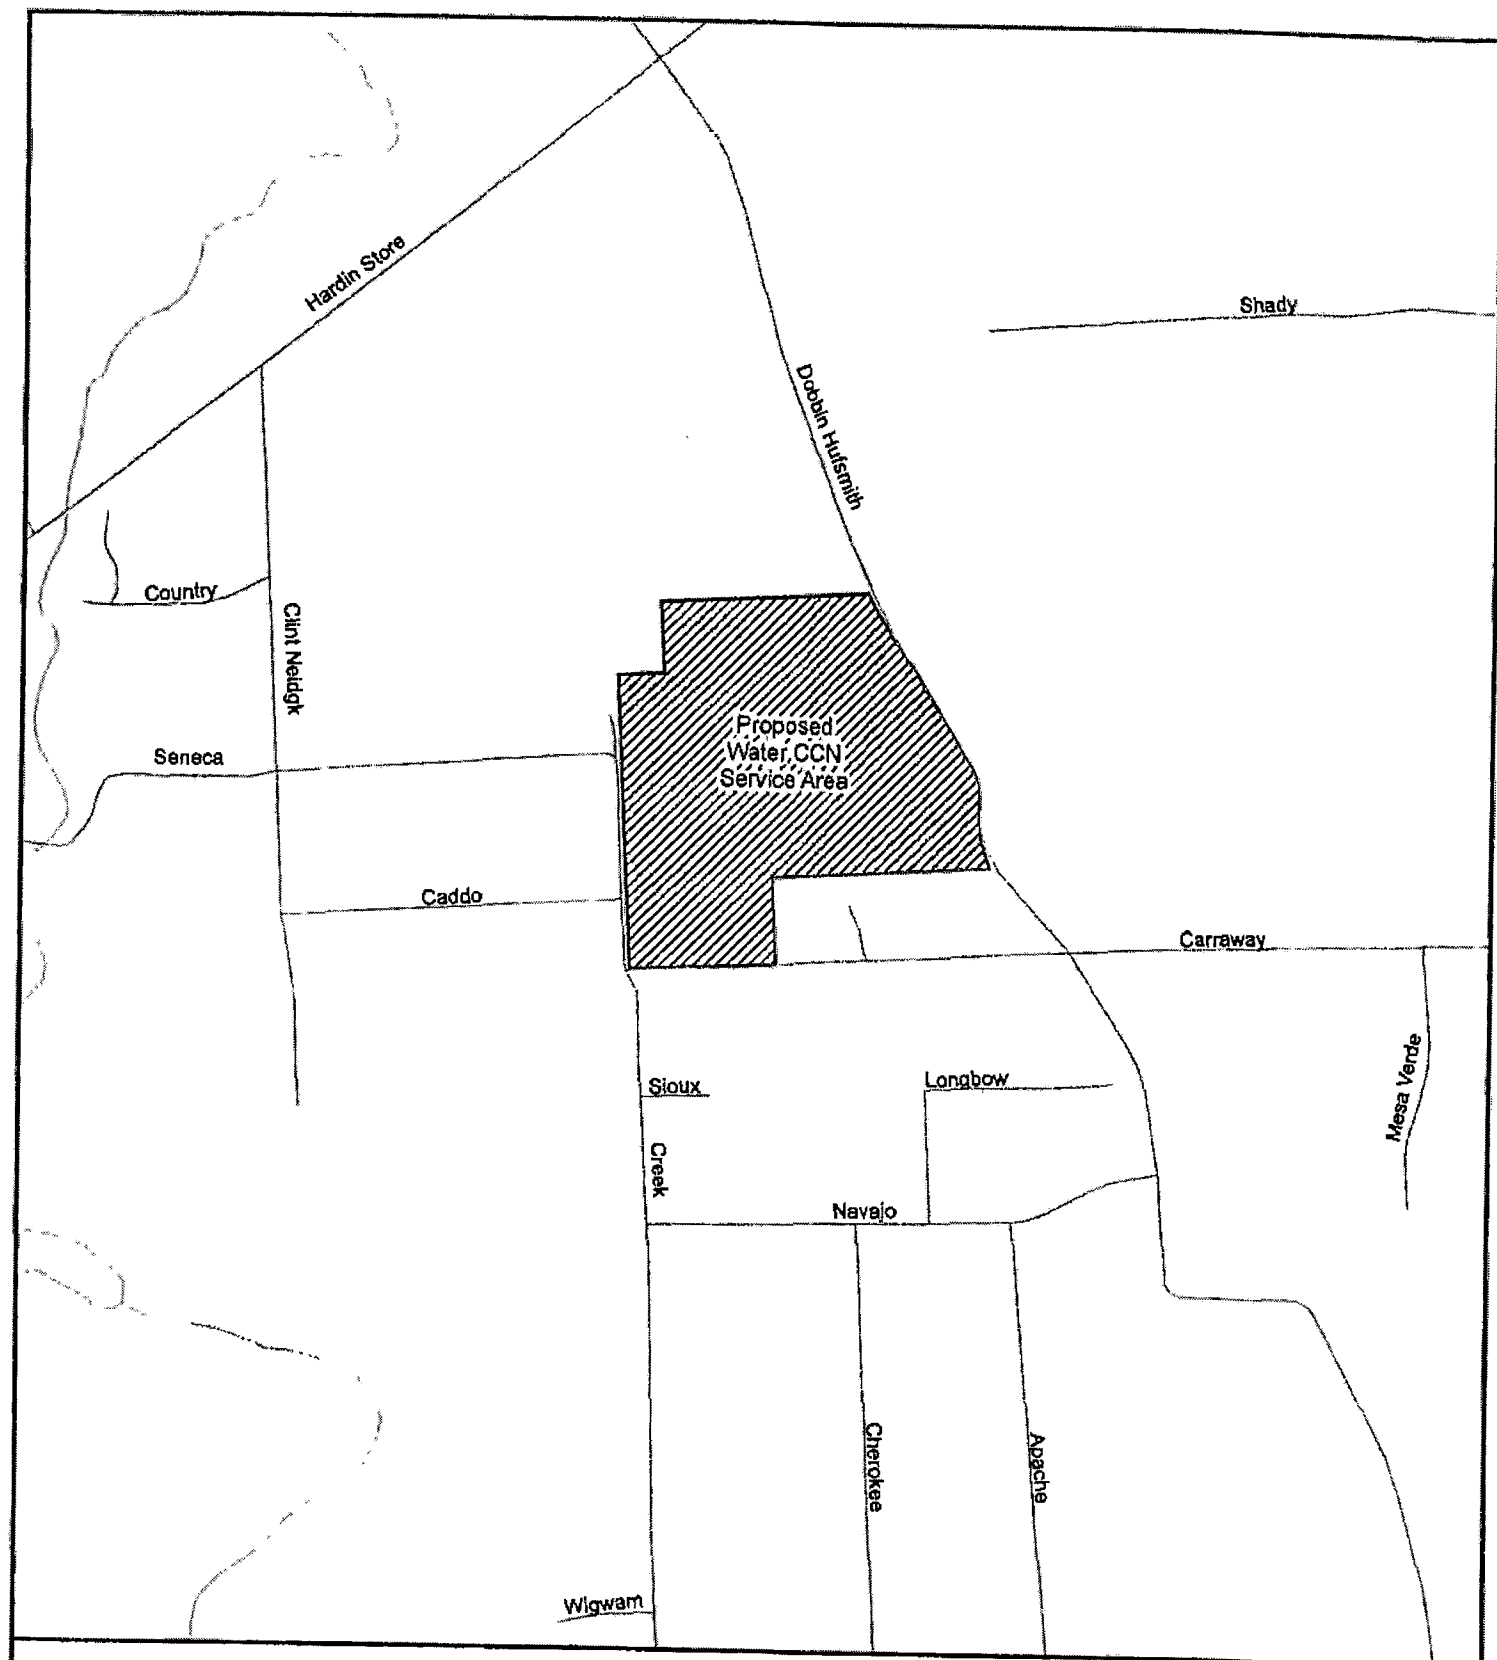 Hardin Store
Shady
Dobbin Hufsmith
Country
Clint Neidgk
Proposed
Water CCN
Service Area
Seneca
Caddo
Carraway
Mesa Verde
Sioux
Longbow
Creek
Navajo
Cherokee
Apache
Wigwam